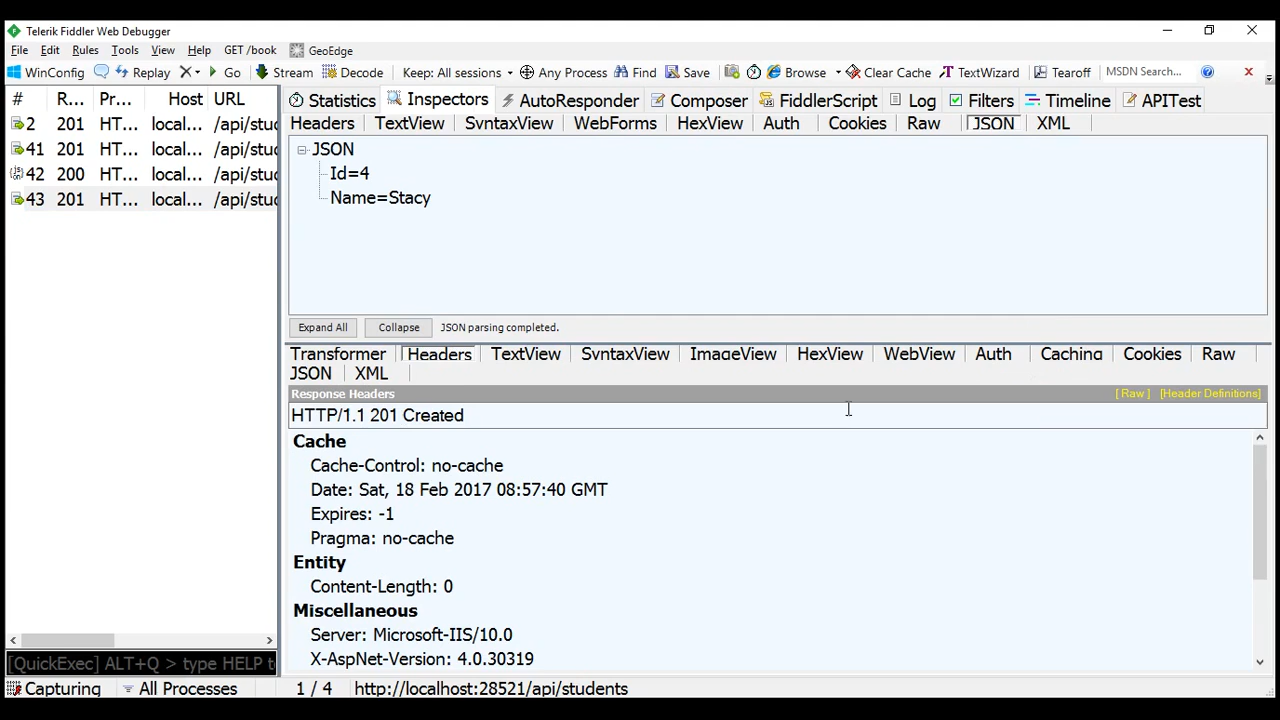 Telerik Fiddler Web Debugger
File Edit Rules Tools View Help GET /book GeoEdge
WinConfig Replay Go Stream Decode Keep: All sessions Any Process Find Save Browse Clear Cache TextWizard Tearoff MSDN Search...
# R... Pr... Host URL
2 201 HT... local... /api/stu
41 201 HT... local... /api/stu
42 200 HT... local... /api/stu
43 201 HT... local... /api/stu
Statistics Inspectors AutoResponder Composer FiddlerScript Log Filters Timeline APITest
Headers TextView SyntaxView WebForms HexView Auth Cookies Raw JSON XML
JSON
Id=4
Name=Stacy
Expand All Collapse JSON parsing completed.
Transformer Headers TextView SyntaxView ImageView HexView WebView Auth Caching Cookies Raw
JSON XML
Response Headers [ Raw ] [Header Definitions]
HTTP/1.1 201 Created
Cache
Cache-Control: no-cache
Date: Sat, 18 Feb 2017 08:57:40 GMT
Expires: -1
Pragma: no-cache
Entity
Content-Length: 0
Miscellaneous
Server: Microsoft-IIS/10.0
X-AspNet-Version: 4.0.30319
[QuickExec] ALT+Q > type HELP to
Capturing All Processes 1 / 4 http://localhost:28521/api/students